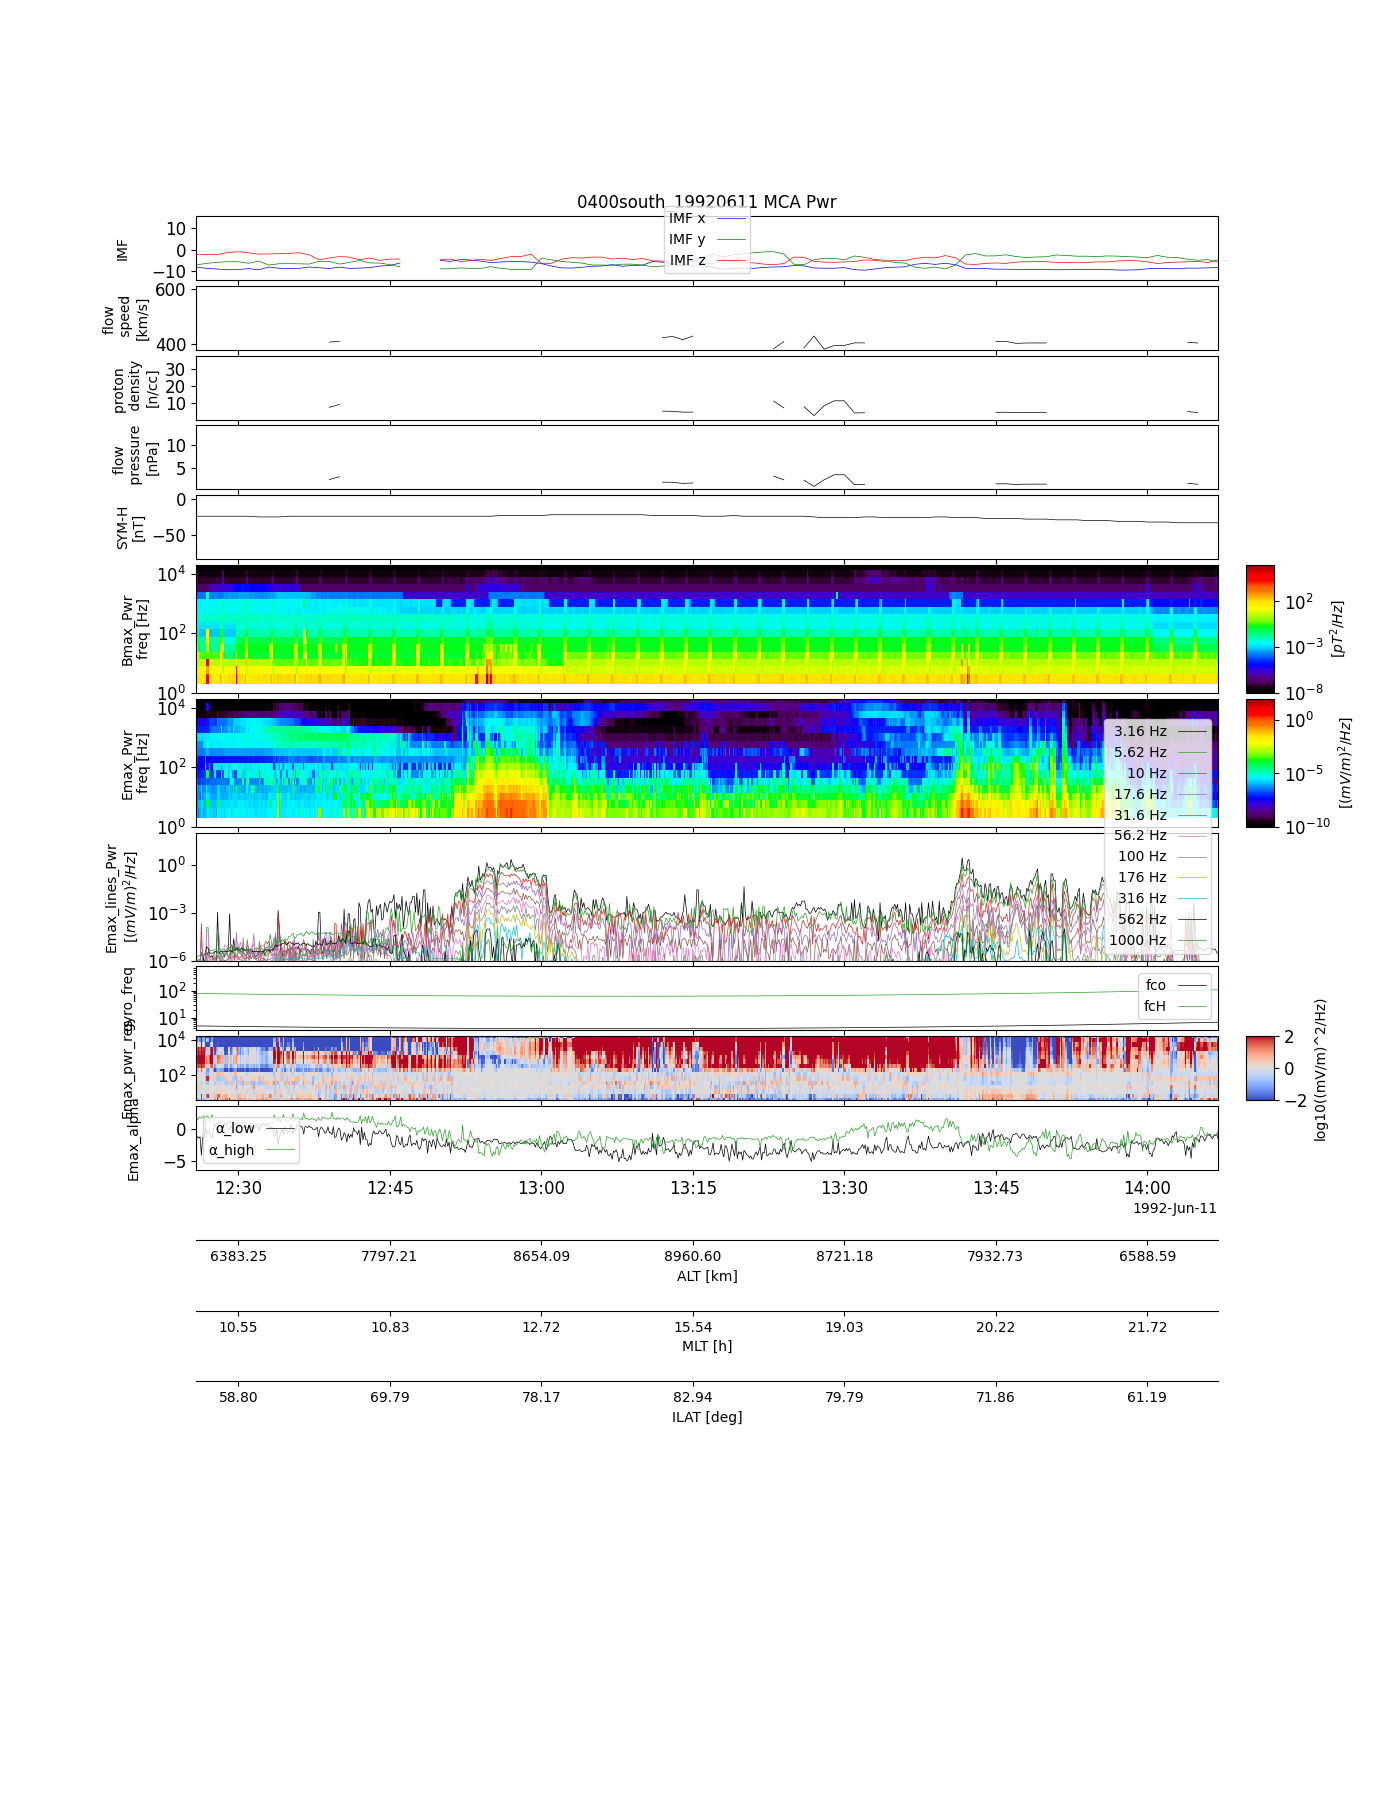 0400south_19920611 MCA Pwr
IMF
10
0
−10
IMF x
IMF y
IMF z
flow
speed
[km/s]
600
400
proton
density
[n/cc]
30
20
10
flow
pressure
[nPa]
10
5
SYM-H
[nT]
0
−50
Bmax_Pwr
freq [Hz]
10^4
10^2
10^0
10^2
10^-3
10^-8
[pT^2/Hz]
Emax_Pwr
freq [Hz]
10^4
10^2
10^0
10^0
10^-5
10^-10
[(mV/m)^2/Hz]
3.16 Hz
5.62 Hz
10 Hz
17.6 Hz
31.6 Hz
56.2 Hz
100 Hz
176 Hz
316 Hz
562 Hz
1000 Hz
Emax_lines_Pwr
[(mV/m)^2/Hz]
10^0
10^-3
10^-6
gyro_freq
10^2
10^1
fco
fcH
Emax_pwr_reg
10^4
10^2
2
0
−2
log10((mV/m)^2/Hz)
Emax_alpha
0
−5
α_low
α_high
12:30 12:45 13:00 13:15 13:30 13:45 14:00
1992-Jun-11
6383.25 7797.21 8654.09 8960.60 8721.18 7932.73 6588.59
ALT [km]
10.55 10.83 12.72 15.54 19.03 20.22 21.72
MLT [h]
58.80 69.79 78.17 82.94 79.79 71.86 61.19
ILAT [deg]